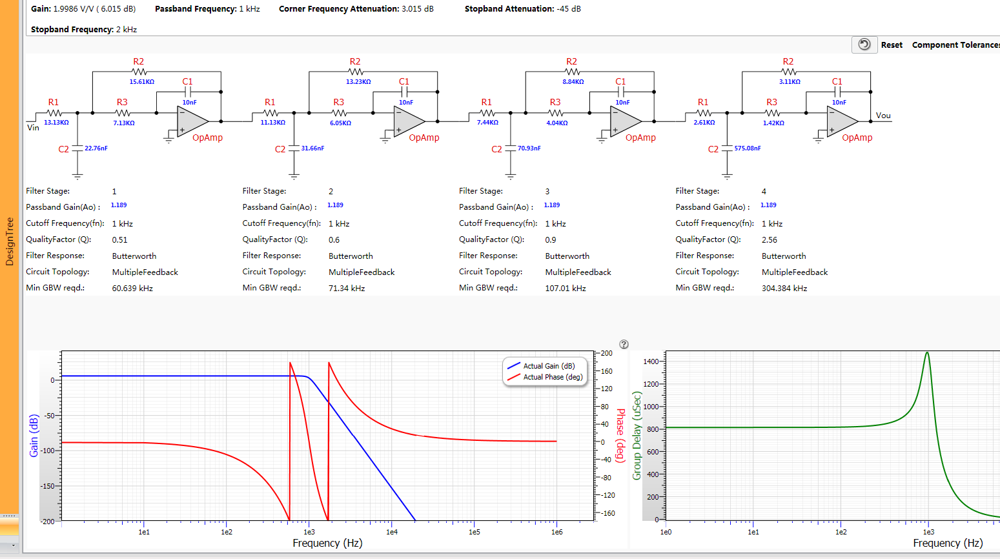 Gain: 1.9986 V/V ( 6.015 dB) Passband Frequency: 1 kHz Corner Frequency Attenuation: 3.015 dB Stopband Attenuation: -45 dB
Stopband Frequency: 2 kHz
Reset Component Tolerances
R2 R2 R2 R2
15.61KΩ 13.23KΩ 8.84KΩ 3.11KΩ
C1 C1 C1 C1
R1 R3 10nF R1 R3 10nF R1 R3 10nF R1 R3 10nF
13.13KΩ 7.13KΩ 11.13KΩ 6.05KΩ 7.44KΩ 4.04KΩ 2.61KΩ 1.42KΩ
Vin Vou
OpAmp OpAmp OpAmp OpAmp
C2 22.76nF C2 31.66nF C2 70.93nF C2 575.08nF
Filter Stage: 1 Filter Stage: 2 Filter Stage: 3 Filter Stage: 4
Passband Gain(Ao) : 1.189 Passband Gain(Ao) : 1.189 Passband Gain(Ao) : 1.189 Passband Gain(Ao) : 1.189
Cutoff Frequency(fn): 1 kHz Cutoff Frequency(fn): 1 kHz Cutoff Frequency(fn): 1 kHz Cutoff Frequency(fn): 1 kHz
QualityFactor (Q): 0.51 QualityFactor (Q): 0.6 QualityFactor (Q): 0.9 QualityFactor (Q): 2.56
Filter Response: Butterworth Filter Response: Butterworth Filter Response: Butterworth Filter Response: Butterworth
Circuit Topology: MultipleFeedback Circuit Topology: MultipleFeedback Circuit Topology: MultipleFeedback Circuit Topology: MultipleFeedback
Min GBW reqd.: 60.639 kHz Min GBW reqd.: 71.34 kHz Min GBW reqd.: 107.01 kHz Min GBW reqd.: 304.384 kHz
DesignTree
?
Gain (dB)
0
-50
-100
-150
-200
Actual Gain (dB)
Actual Phase (deg)
200
160
120
80
40
0
-40
-80
-120
-160
Phase (deg)
1e1 1e2 1e3 1e4 1e5 1e6
Frequency (Hz)
Group Delay (uSec)
1400
1200
1000
800
600
400
200
0
1e0 1e1 1e2 1e3
Frequency (Hz)